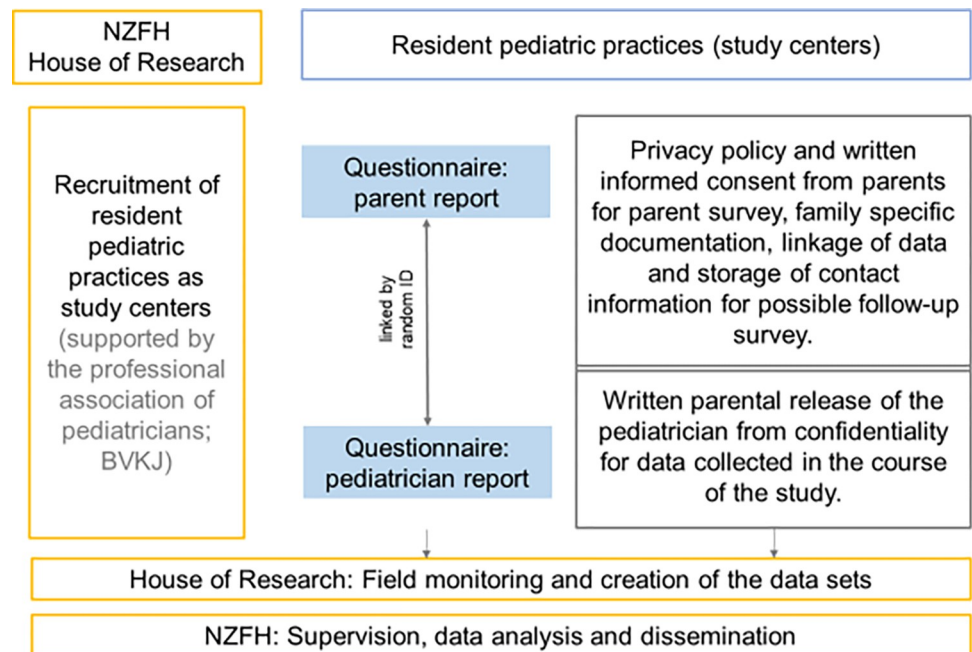 NZFH
House of Research
Resident pediatric practices (study centers)
Recruitment of
resident
pediatric
practices as
study centers
(supported by
the professional
association of
pediatricians;
BVKJ)
Questionnaire:
parent report
linked by
random ID
Questionnaire:
pediatrician report
Privacy policy and written
informed consent from parents
for parent survey, family specific
documentation, linkage of data
and storage of contact
information for possible follow-up
survey.
Written parental release of the
pediatrician from confidentiality
for data collected in the course
of the study.
House of Research: Field monitoring and creation of the data sets
NZFH: Supervision, data analysis and dissemination